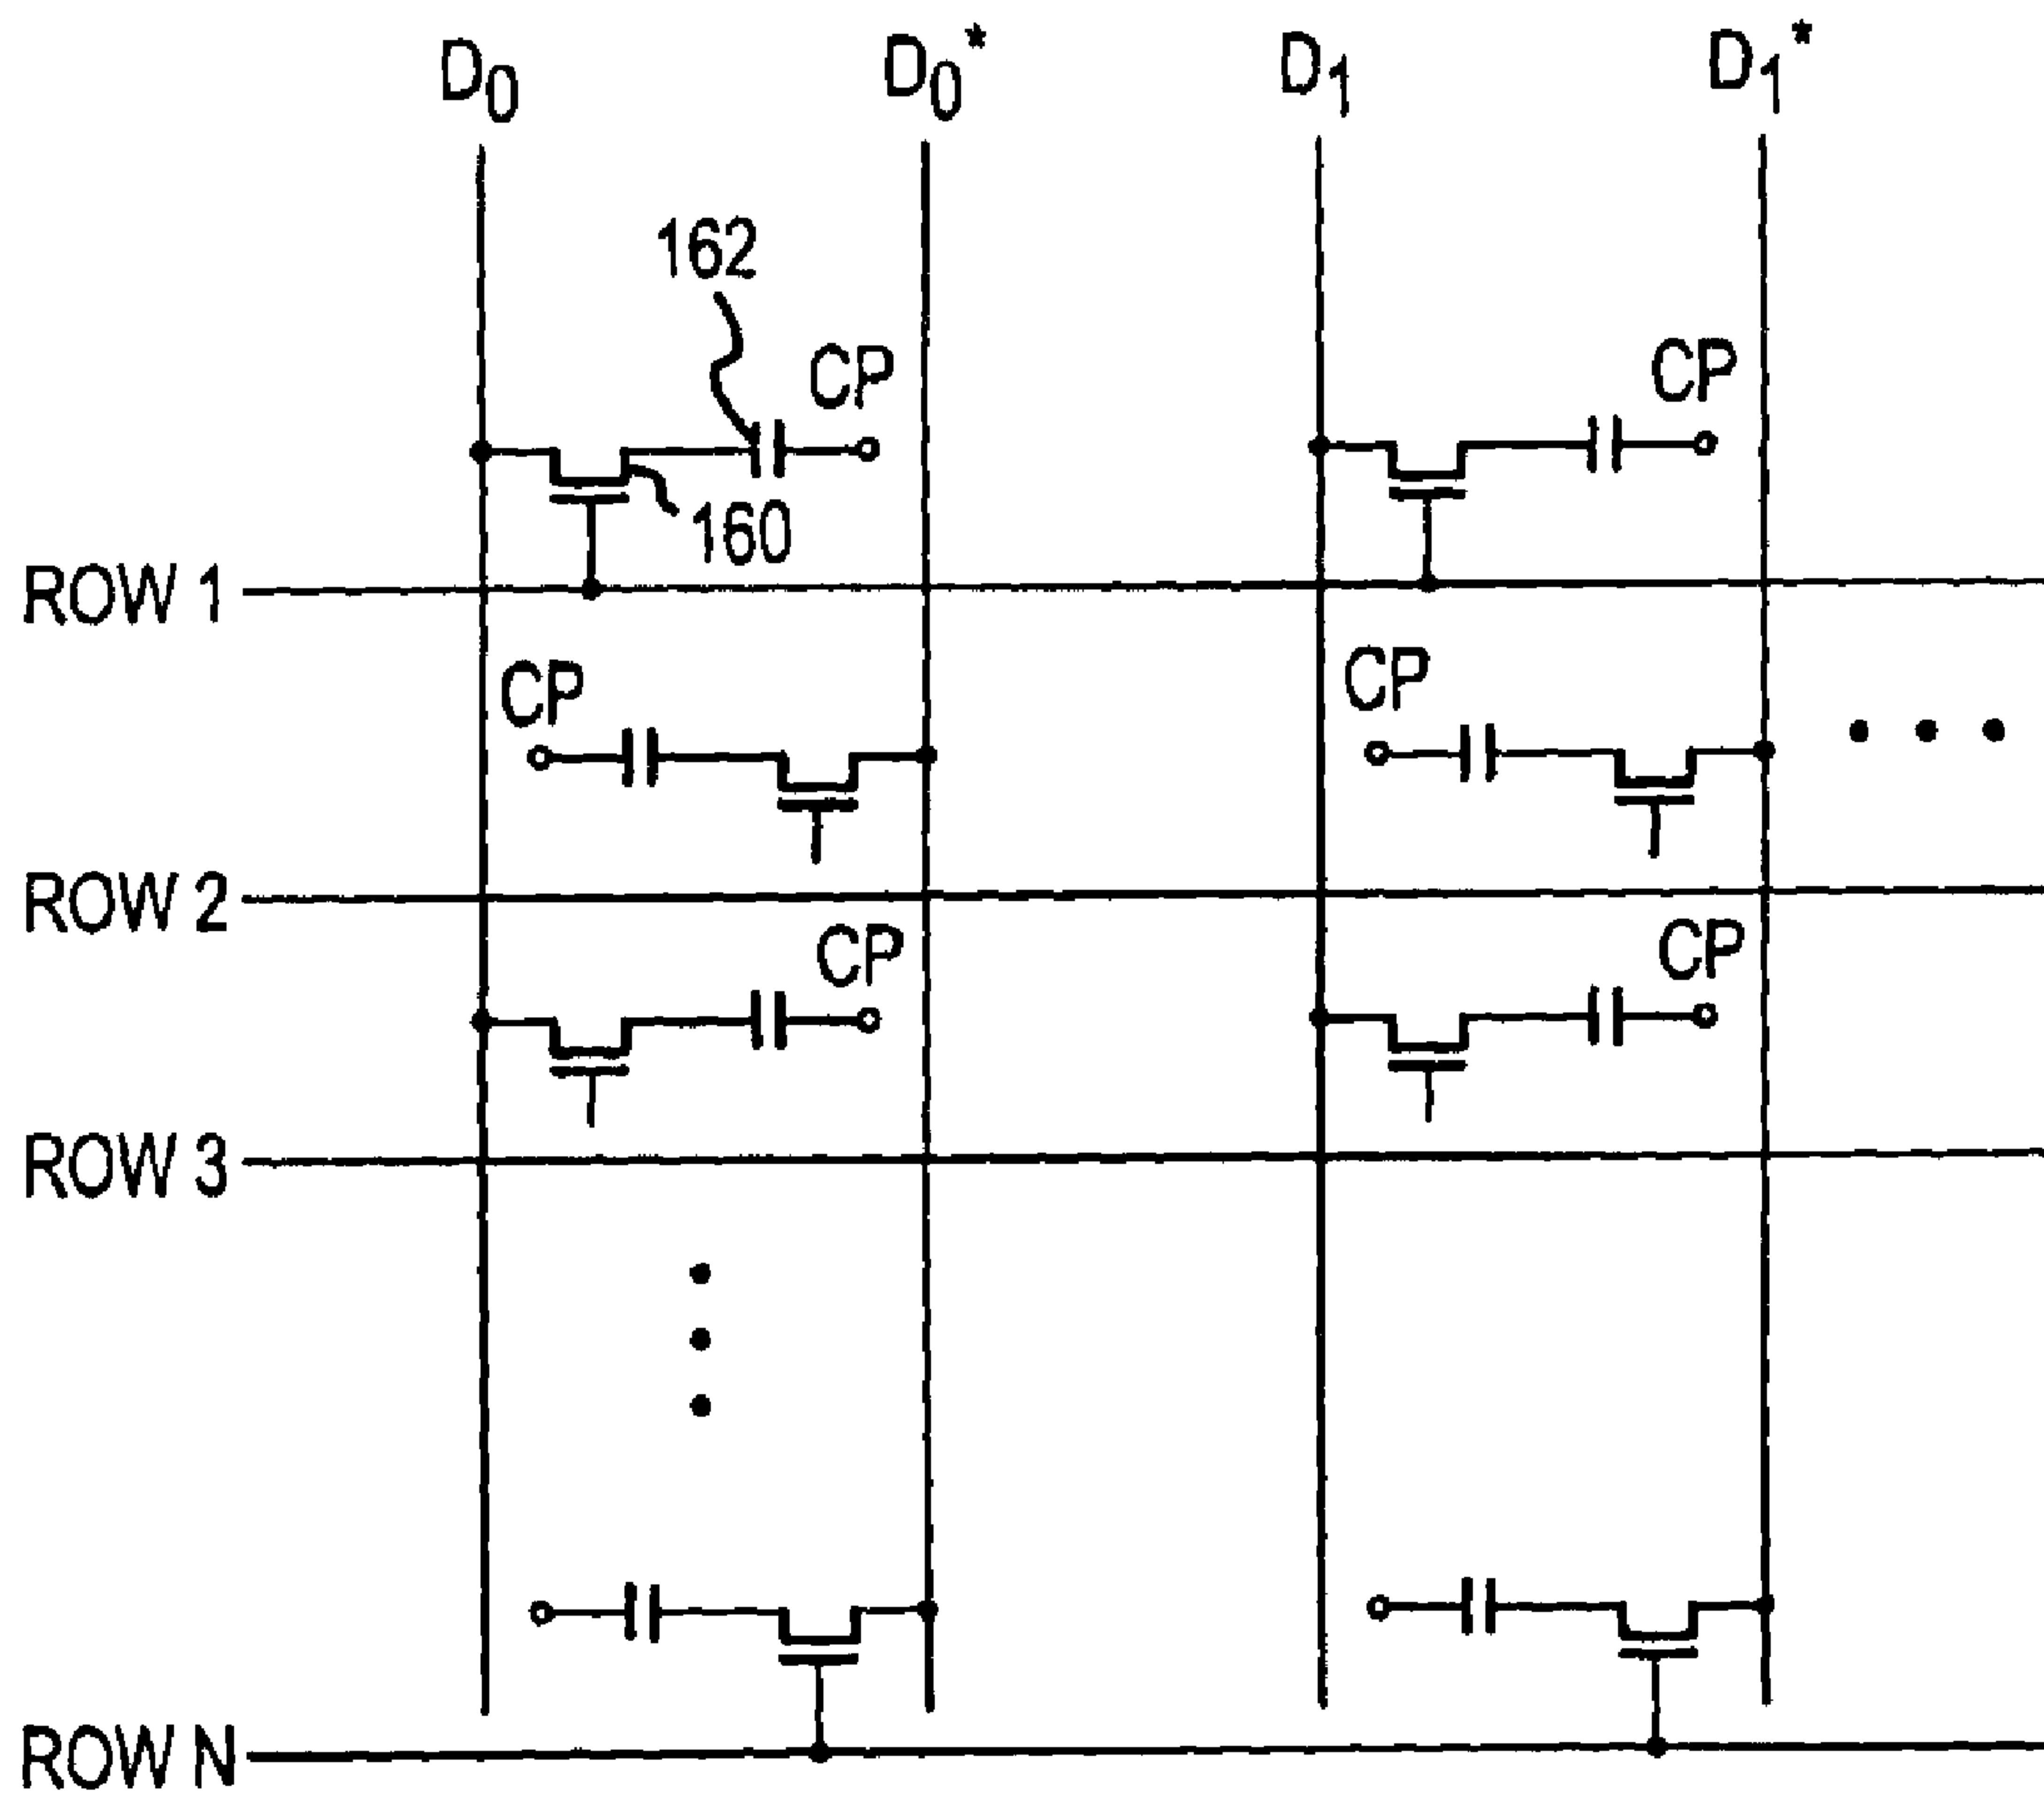 D0 D0* D1 D1*
162
CP CP
160
ROW 1
CP CP
ROW 2
CP CP
ROW 3
ROW N